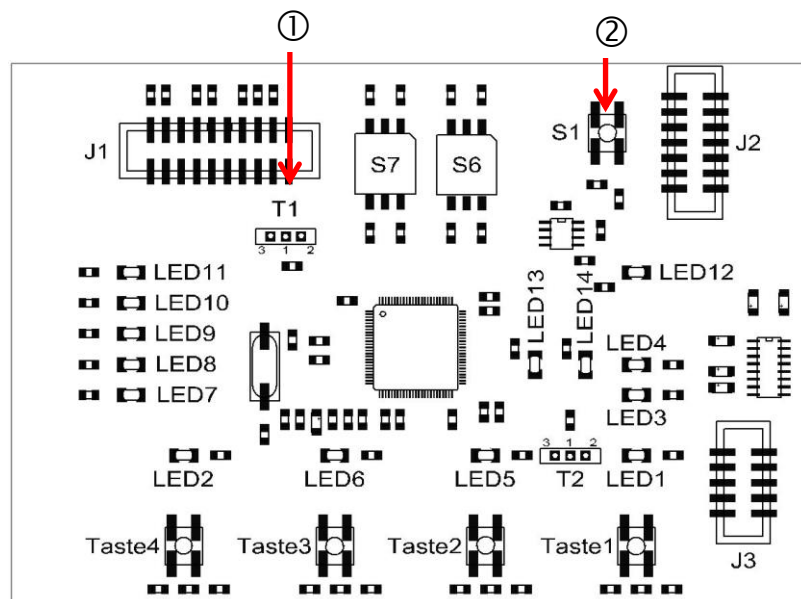 ① ②
J1 S7 S6 S1 J2
T1
3 1 2
LED11 LED13 LED14 LED12
LED10
LED9 LED4
LED8
LED7 LED3
3 1 2
LED2 LED6 LED5 T2 LED1
Taste4 Taste3 Taste2 Taste1
J3